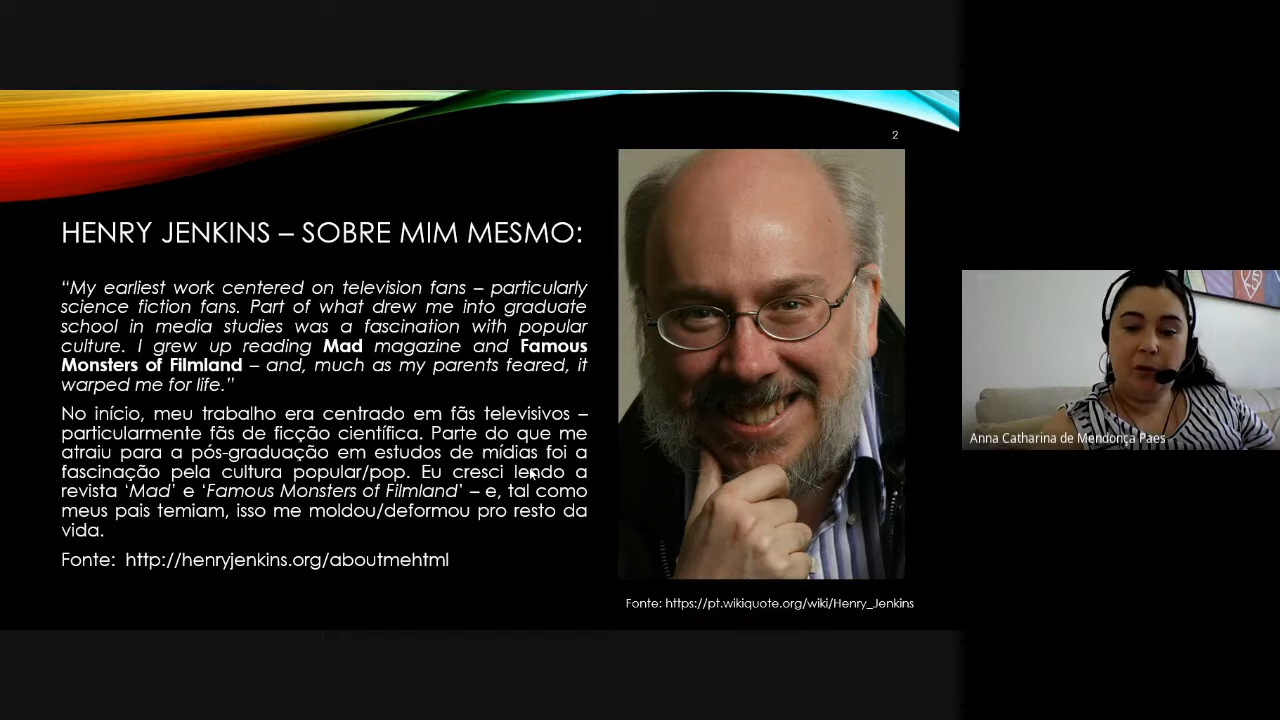 2
HENRY JENKINS – SOBRE MIM MESMO:
“My earliest work centered on television fans – particularly
science fiction fans. Part of what drew me into graduate
school in media studies was a fascination with popular
culture. I grew up reading Mad magazine and Famous
Monsters of Filmland – and, much as my parents feared, it
warped me for life.”
No início, meu trabalho era centrado em fãs televisivos –
particularmente fãs de ficção científica. Parte do que me
atraiu para a pós-graduação em estudos de mídias foi a
fascinação pela cultura popular/pop. Eu cresci lendo a
revista ‘Mad’ e ‘Famous Monsters of Filmland’ – e, tal como
meus pais temiam, isso me moldou/deformou pro resto da
vida.
Fonte: http://henryjenkins.org/aboutmehtml
Fonte: https://pt.wikiquote.org/wiki/Henry_Jenkins
Anna Catharina de Mendonça Paes